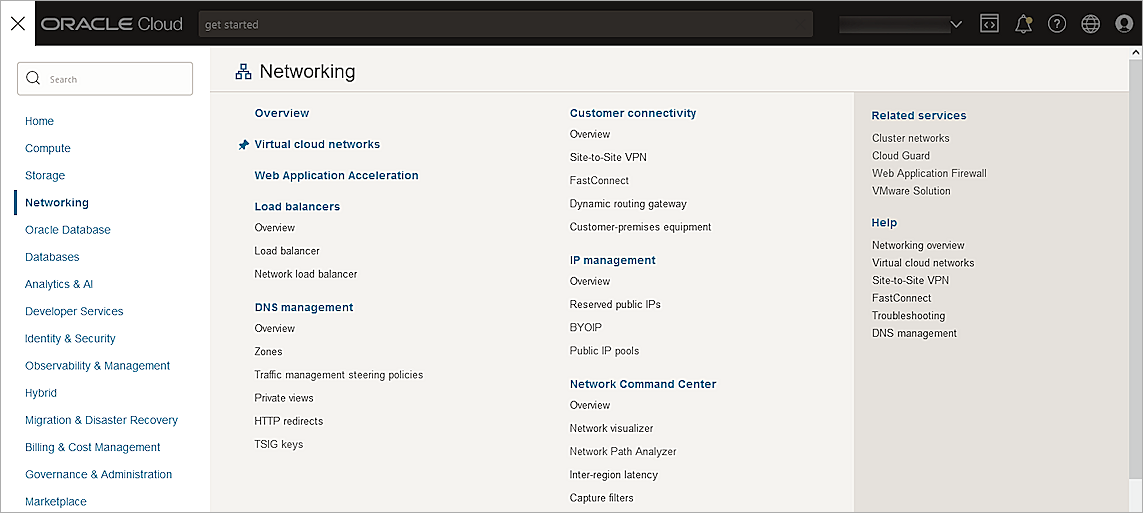 ORACLE Cloud
get started
Search
Home
Compute
Storage
Networking
Oracle Database
Databases
Analytics & AI
Developer Services
Identity & Security
Observability & Management
Hybrid
Migration & Disaster Recovery
Billing & Cost Management
Governance & Administration
Marketplace
Networking
Overview
Virtual cloud networks
Web Application Acceleration
Load balancers
Overview
Load balancer
Network load balancer
DNS management
Overview
Zones
Traffic management steering policies
Private views
HTTP redirects
TSIG keys
Customer connectivity
Overview
Site-to-Site VPN
FastConnect
Dynamic routing gateway
Customer-premises equipment
IP management
Overview
Reserved public IPs
BYOIP
Public IP pools
Network Command Center
Overview
Network visualizer
Network Path Analyzer
Inter-region latency
Capture filters
Related services
Cluster networks
Cloud Guard
Web Application Firewall
VMware Solution
Help
Networking overview
Virtual cloud networks
Site-to-Site VPN
FastConnect
Troubleshooting
DNS management